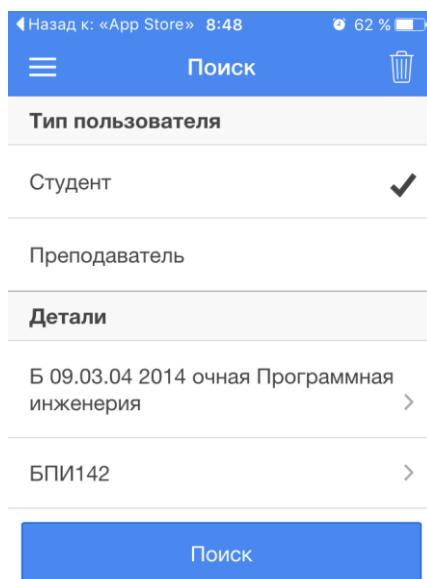 Назад к: «App Store» 8:48 62 %
Поиск
Тип пользователя
Студент
Преподаватель
Детали
Б 09.03.04 2014 очная Программная
инженерия
БПИ142
Поиск